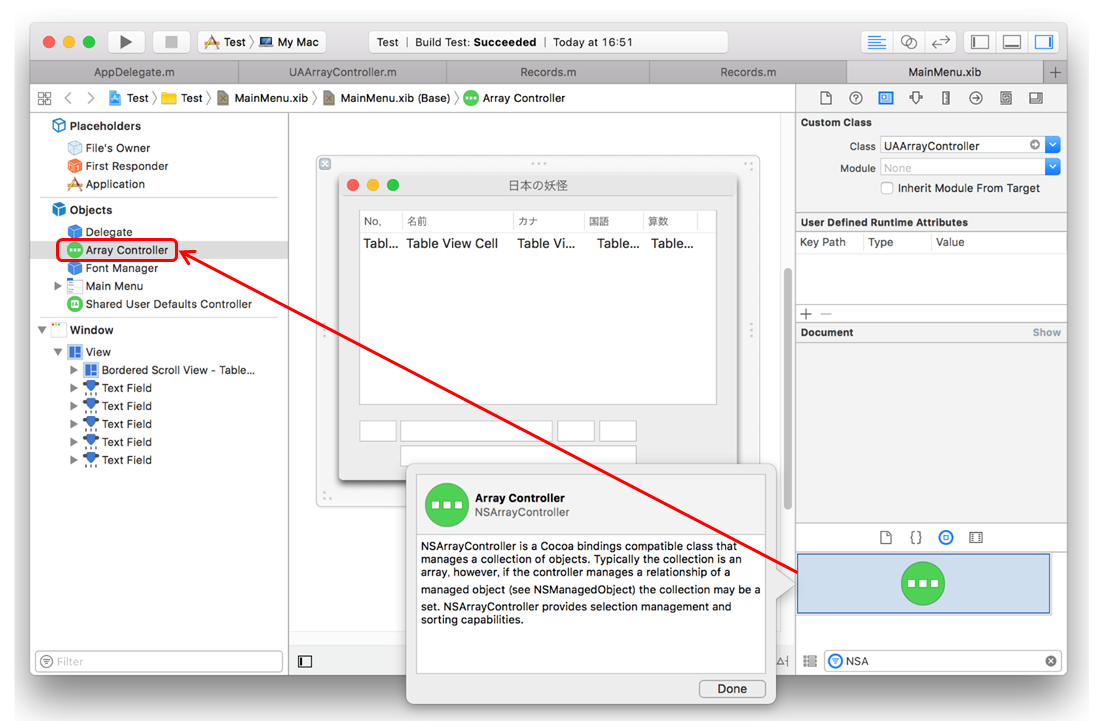 Test 〉 My Mac
Test | Build Test: Succeeded | Today at 16:51
AppDelegate.m
UAArrayController.m
Records.m
Records.m
MainMenu.xib
Test 〉 Test 〉 MainMenu.xib 〉 MainMenu.xib (Base) 〉 Array Controller
Placeholders
File's Owner
First Responder
Application
Objects
Delegate
Array Controller
Font Manager
Main Menu
Shared User Defaults Controller
Window
View
Bordered Scroll View - Table...
Text Field
Text Field
Text Field
Text Field
Text Field
Filter
日本の妖怪
No, 名前 カナ 国語 算数
Tabl... Table View Cell Table Vi... Table... Table...
Array Controller
NSArrayController
NSArrayController is a Cocoa bindings compatible class that
manages a collection of objects. Typically the collection is an
array, however, if the controller manages a relationship of a
managed object (see NSManagedObject) the collection may be a
set. NSArrayController provides selection management and
sorting capabilities.
Done
Custom Class
Class UAArrayController
Module None
Inherit Module From Target
User Defined Runtime Attributes
Key Path Type Value
Document Show
NSA